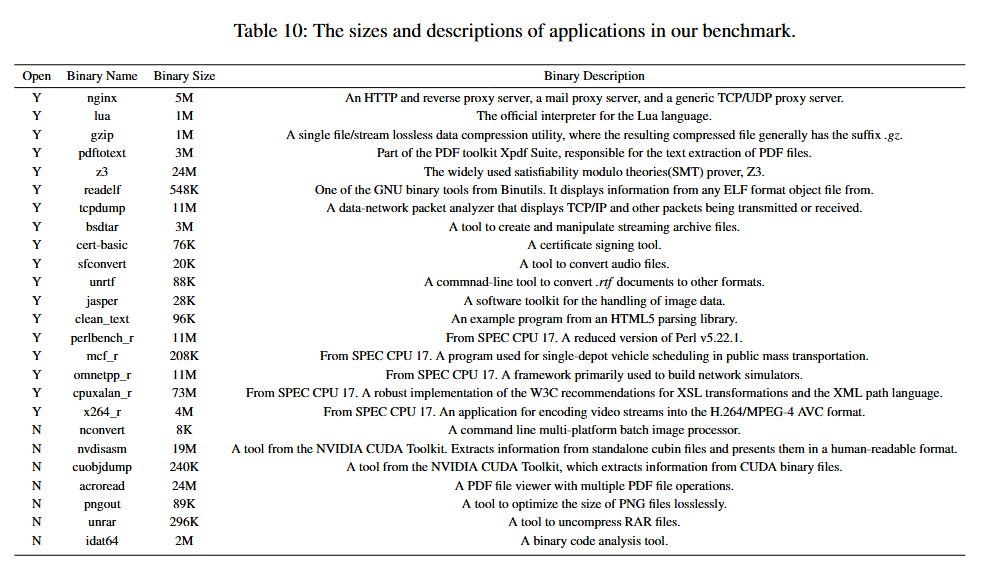 Table 10: The sizes and descriptions of applications in our benchmark.
Open Binary Name Binary Size Binary Description
Y nginx 5M An HTTP and reverse proxy server, a mail proxy server, and a generic TCP/UDP proxy server.
Y lua 1M The official interpreter for the Lua language.
Y gzip 1M A single file/stream lossless data compression utility, where the resulting compressed file generally has the suffix .gz.
Y pdftotext 3M Part of the PDF toolkit Xpdf Suite, responsible for the text extraction of PDF files.
Y z3 24M The widely used satisfiability modulo theories(SMT) prover, Z3.
Y readelf 548K One of the GNU binary tools from Binutils. It displays information from any ELF format object file from.
Y tcpdump 11M A data-network packet analyzer that displays TCP/IP and other packets being transmitted or received.
Y bsdtar 3M A tool to create and manipulate streaming archive files.
Y cert-basic 76K A certificate signing tool.
Y sfconvert 20K A tool to convert audio files.
Y unrtf 88K A commnad-line tool to convert .rtf documents to other formats.
Y jasper 28K A software toolkit for the handling of image data.
Y clean_text 96K An example program from an HTML5 parsing library.
Y perlbench_r 11M From SPEC CPU 17. A reduced version of Perl v5.22.1.
Y mcf_r 208K From SPEC CPU 17. A program used for single-depot vehicle scheduling in public mass transportation.
Y omnetpp_r 11M From SPEC CPU 17. A framework primarily used to build network simulators.
Y cpuxalan_r 73M From SPEC CPU 17. A robust implementation of the W3C recommendations for XSL transformations and the XML path language.
Y x264_r 4M From SPEC CPU 17. An application for encoding video streams into the H.264/MPEG-4 AVC format.
N nconvert 8K A command line multi-platform batch image processor.
N nvdisasm 19M A tool from the NVIDIA CUDA Toolkit. Extracts information from standalone cubin files and presents them in a human-readable format.
N cuobjdump 240K A tool from the NVIDIA CUDA Toolkit, which extracts information from CUDA binary files.
N acroread 24M A PDF file viewer with multiple PDF file operations.
N pngout 89K A tool to optimize the size of PNG files losslessly.
N unrar 296K A tool to uncompress RAR files.
N idat64 2M A binary code analysis tool.